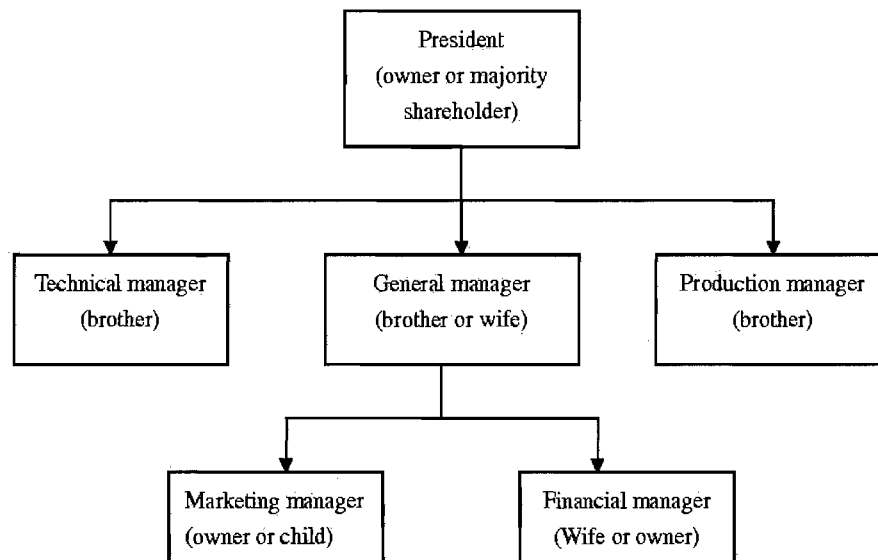 President
(owner or majority
shareholder)
Technical manager
(brother)
General manager
(brother or wife)
Production manager
(brother)
Marketing manager
(owner or child)
Financial manager
(Wife or owner)